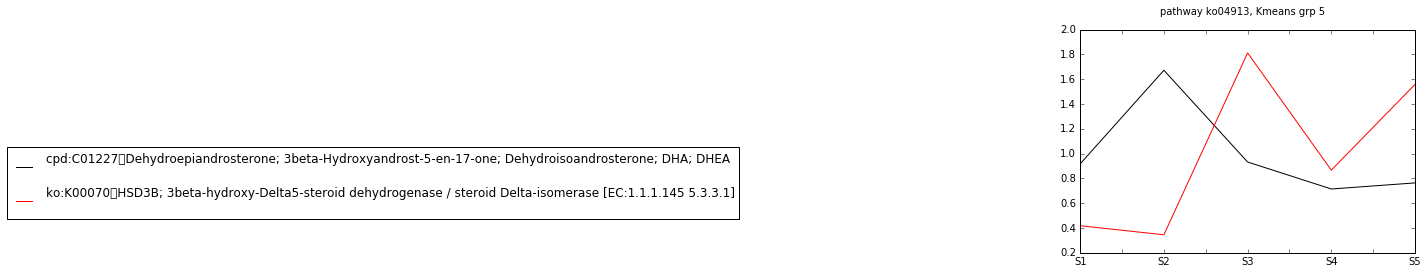 pathway ko04913, Kmeans grp 5
2.0
1.8
1.6
1.4
1.2
1.0
0.8
0.6
0.4
0.2
S1 S2 S3 S4 S5
cpd:C01227▯Dehydroepiandrosterone; 3beta-Hydroxyandrost-5-en-17-one; Dehydroisoandrosterone; DHA; DHEA
ko:K00070▯HSD3B; 3beta-hydroxy-Delta5-steroid dehydrogenase / steroid Delta-isomerase [EC:1.1.1.145 5.3.3.1]